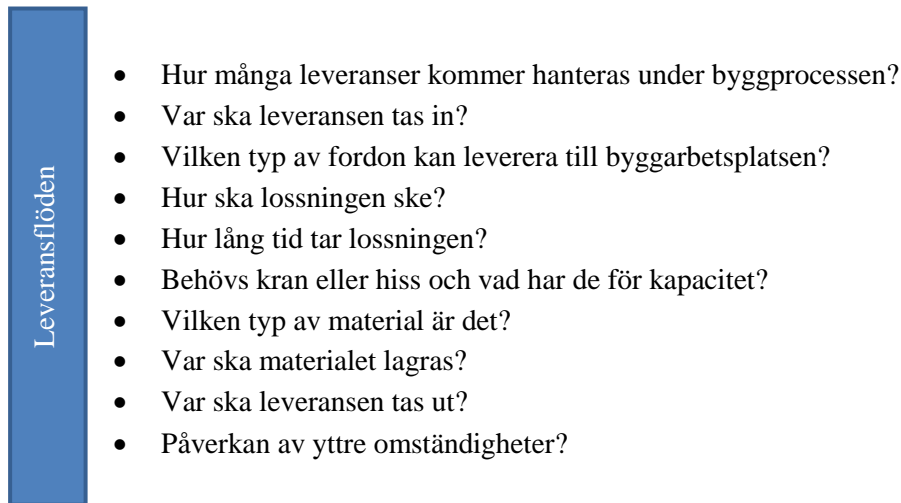 Leveransflöden
• Hur många leveranser kommer hanteras under byggprocessen?
• Var ska leveransen tas in?
• Vilken typ av fordon kan leverera till byggarbetsplatsen?
• Hur ska lossningen ske?
• Hur lång tid tar lossningen?
• Behövs kran eller hiss och vad har de för kapacitet?
• Vilken typ av material är det?
• Var ska materialet lagras?
• Var ska leveransen tas ut?
• Påverkan av yttre omständigheter?